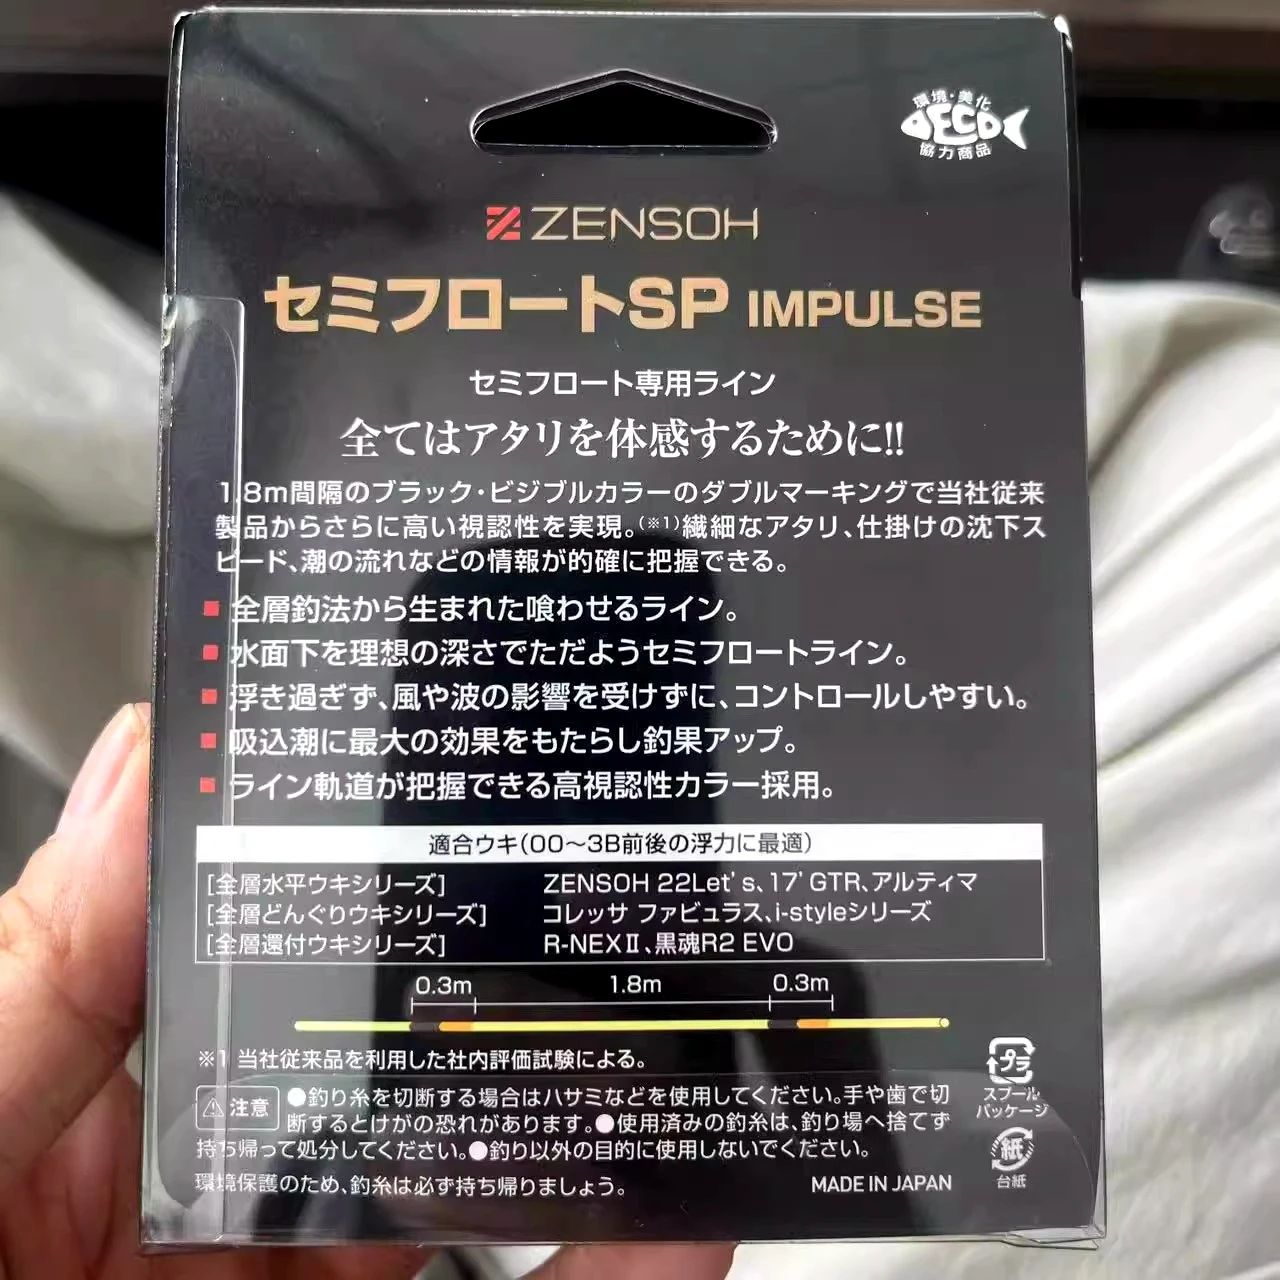 環境・美化
ECO
協力商品
ZENSOH
セミフロートSP IMPULSE
セミフロート専用ライン
全てはアタリを体感するために!!
1.8m間隔のブラック・ビジブルカラーのダブルマーキングで当社従来
製品からさらに高い視認性を実現。(※1)繊細なアタリ、仕掛けの沈下ス
ピード、潮の流れなどの情報が的確に把握できる。
■ 全層釣法から生まれた喰わせるライン。
■ 水面下を理想の深さでただようセミフロートライン。
■ 浮き過ぎず、風や波の影響を受けずに、コントロールしやすい。
■ 吸込潮に最大の効果をもたらし釣果アップ。
■ ライン軌道が把握できる高視認性カラー採用。
適合ウキ(00〜3B前後の浮力に最適)
[全層水平ウキシリーズ] ZENSOH 22Let's、17' GTR、アルティマ
[全層どんぐりウキシリーズ] コレッサ ファビュラス、i-styleシリーズ
[全層還付ウキシリーズ] R-NEXⅡ、黒魂R2 EVO
0.3m 1.8m 0.3m
※1 当社従来品を利用した社内評価試験による。
注意 ●釣り糸を切断する場合はハサミなどを使用してください。手や歯で切
断するとけがの恐れがあります。●使用済みの釣糸は、釣り場へ捨てず
持ち帰って処分してください。●釣り以外の目的に使用しないでください。
環境保護のため、釣糸は必ず持ち帰りましょう。
MADE IN JAPAN
プラ
スプール
パッケージ
紙
台紙